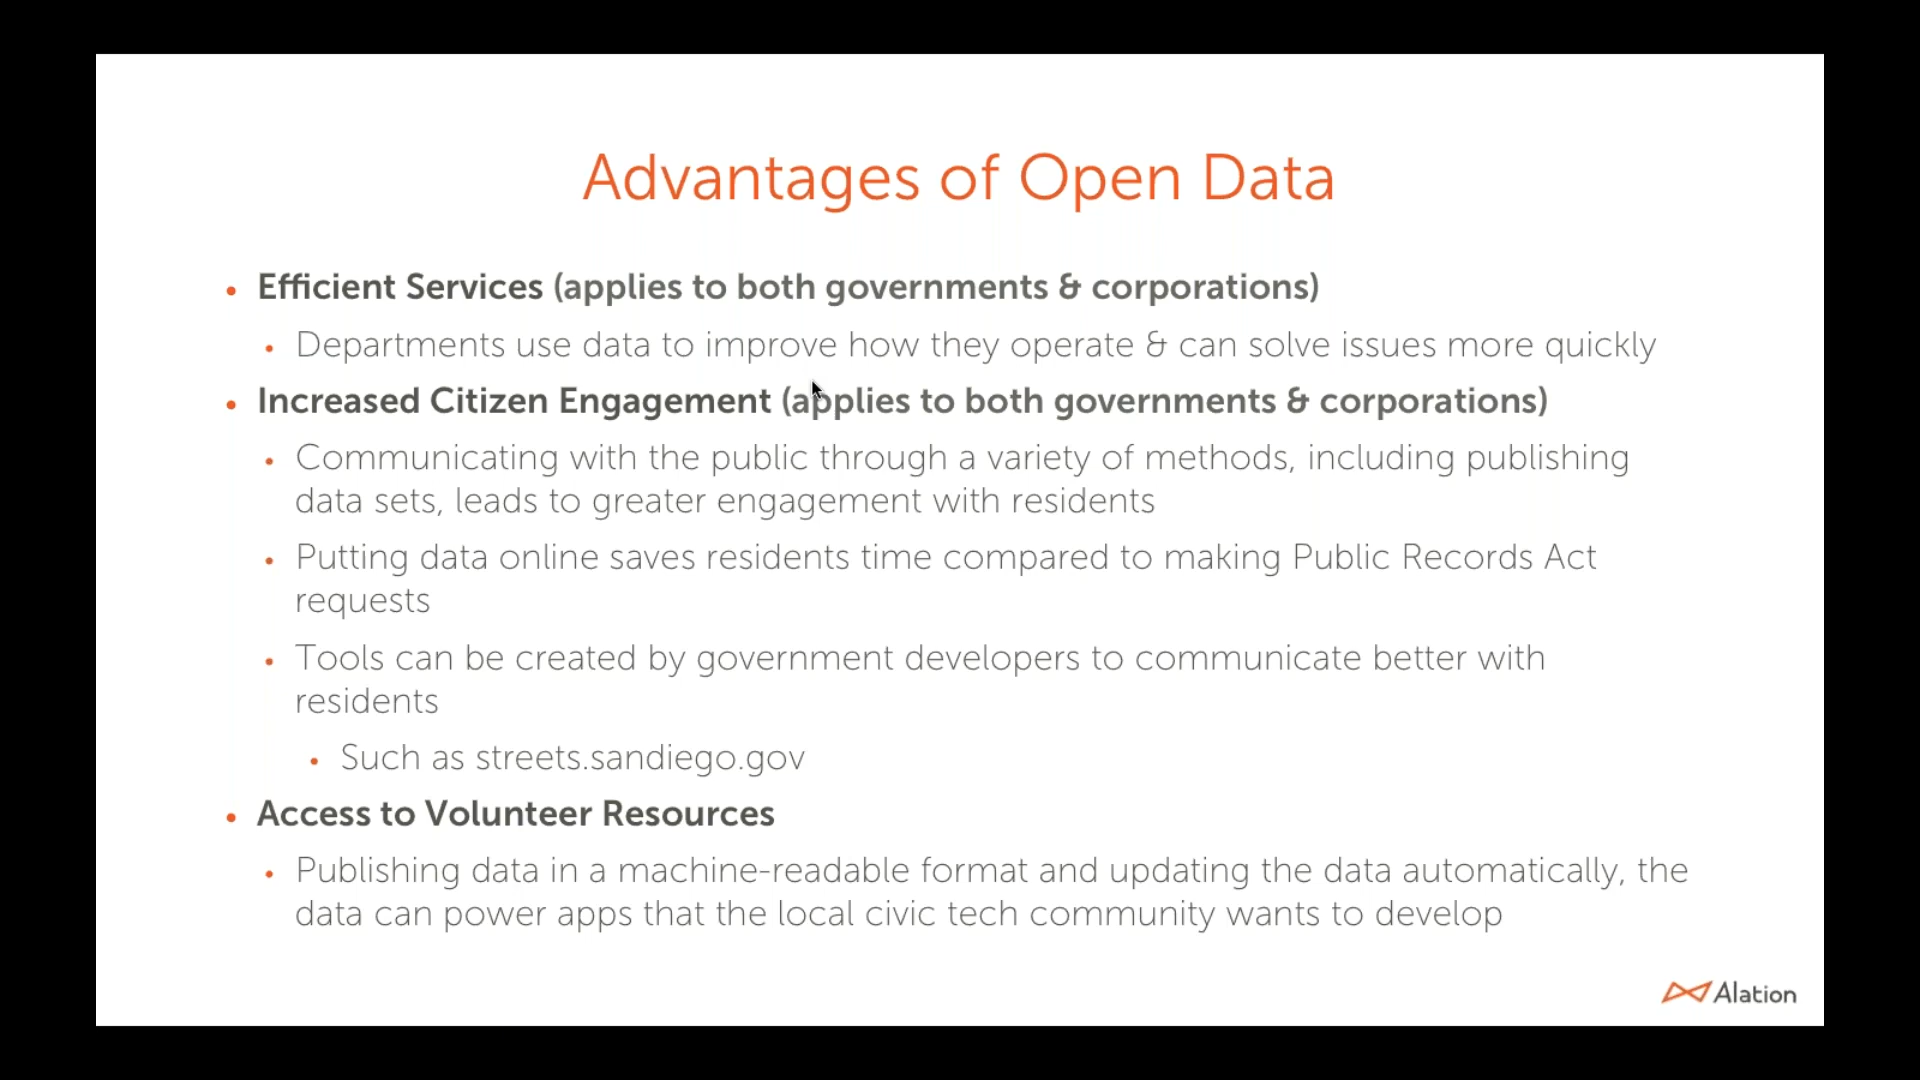 Advantages of Open Data
• Efficient Services (applies to both governments & corporations)
• Departments use data to improve how they operate & can solve issues more quickly
• Increased Citizen Engagement (applies to both governments & corporations)
• Communicating with the public through a variety of methods, including publishing
data sets, leads to greater engagement with residents
• Putting data online saves residents time compared to making Public Records Act
requests
• Tools can be created by government developers to communicate better with
residents
• Such as streets.sandiego.gov
• Access to Volunteer Resources
• Publishing data in a machine-readable format and updating the data automatically, the
data can power apps that the local civic tech community wants to develop
Alation